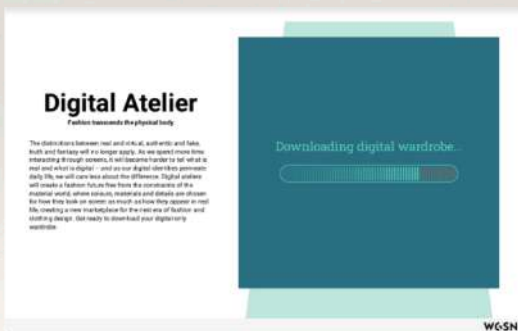 Digital Atelier
Fashion transcends the physical body
The distinctions between real and virtual, authentic and fake,
truth and fantasy will no longer apply. As we spend more time
interacting through screens, it will become harder to tell what is
real and what is digital – and as our digital identities permeate
daily life, we will care less about the difference. Digital ateliers
will create a fashion future free from the constraints of the
material world, where colours, materials and details are chosen
for how they look on screen as much as how they appear in real
life, creating a new marketplace for the next era of fashion and
clothing design. Get ready to download your digital-only
wardrobe.
Downloading digital wardrobe...
WGSN